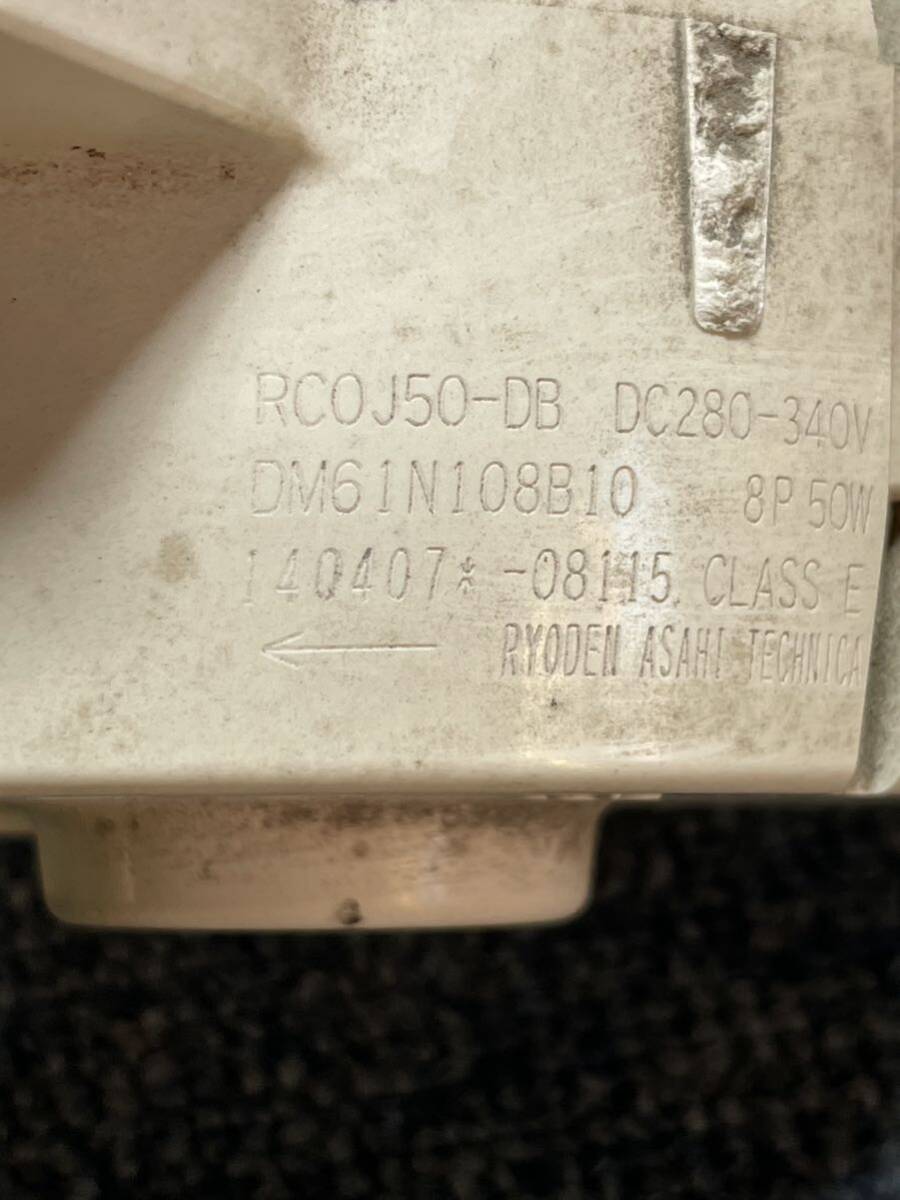 RC0J50-DB DC280-340V
DM61N108B10 8P 50W
140407* -08115 CLASS E
← RYODEN ASAHI TECHNICA